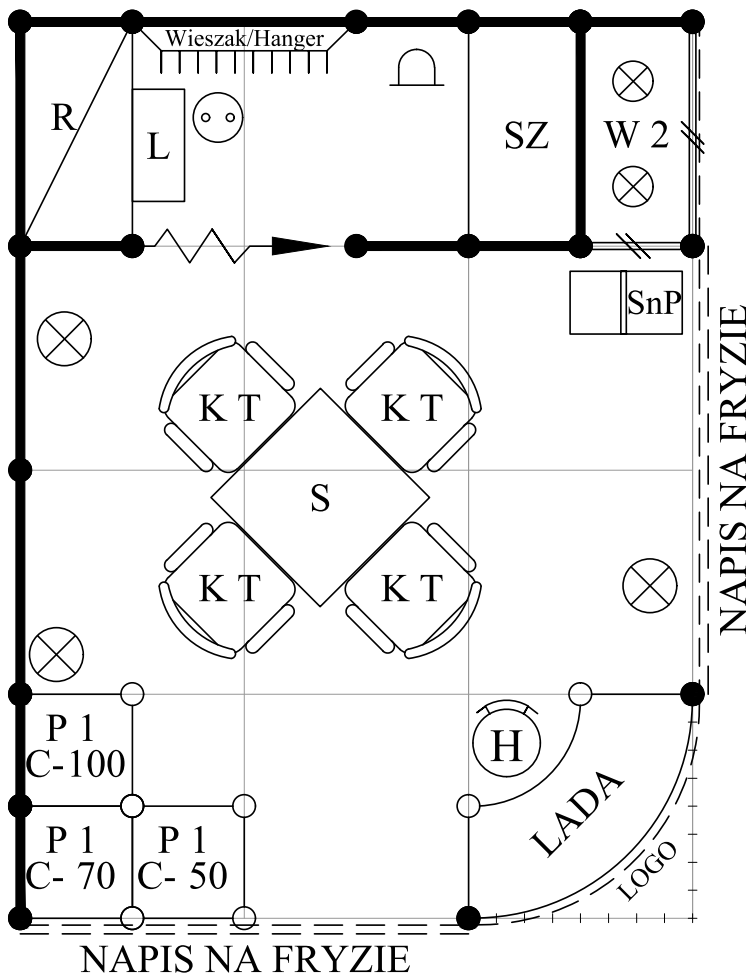 Wieszak/Hanger
R
L
SZ
W 2
SnP
K T
K T
S
K T
K T
NAPIS NA FRYZIE
P 1
C-100
H
P 1
C- 70
P 1
C- 50
LADA
LOGO
NAPIS NA FRYZIE